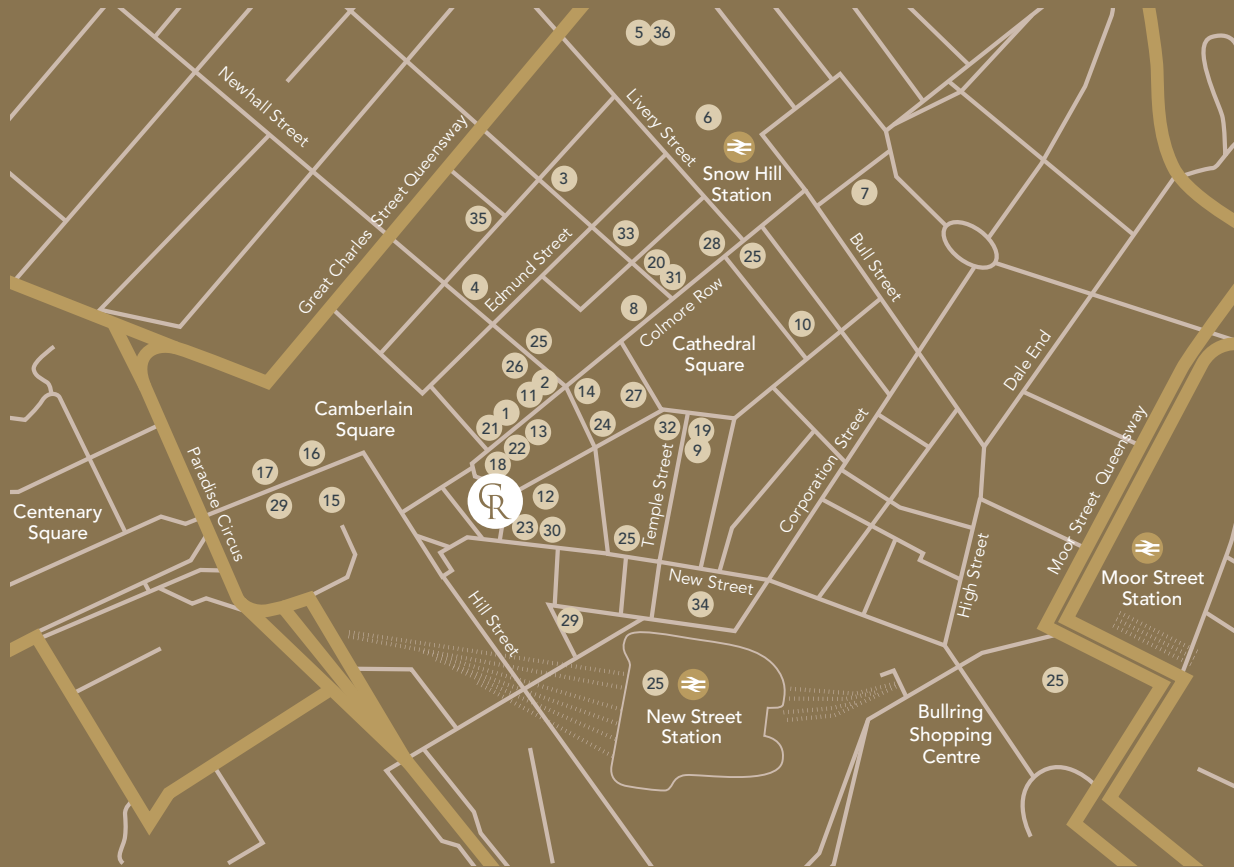 5
36
Newhall Street
Livery Street
6
Great Charles Street Queensway
Snow Hill
Station
3
7
35
33
28
25
20
31
Bull Street
4
Edmund Street
8
Colmore Row
10
25
Cathedral
Square
Dale End
26
2
11
14
27
Camberlain
Square
1
21
13
24
32
19
22
9
16
18
17
Paradise Circus
29
15
CR
12
Centenary
Square
23
30
25
Temple Street
Corporation Street
Moor Street Queensway
Moor Street
Station
High Street
New Street
34
Hill Street
29
25
New Street
Station
25
Bullring
Shopping
Centre